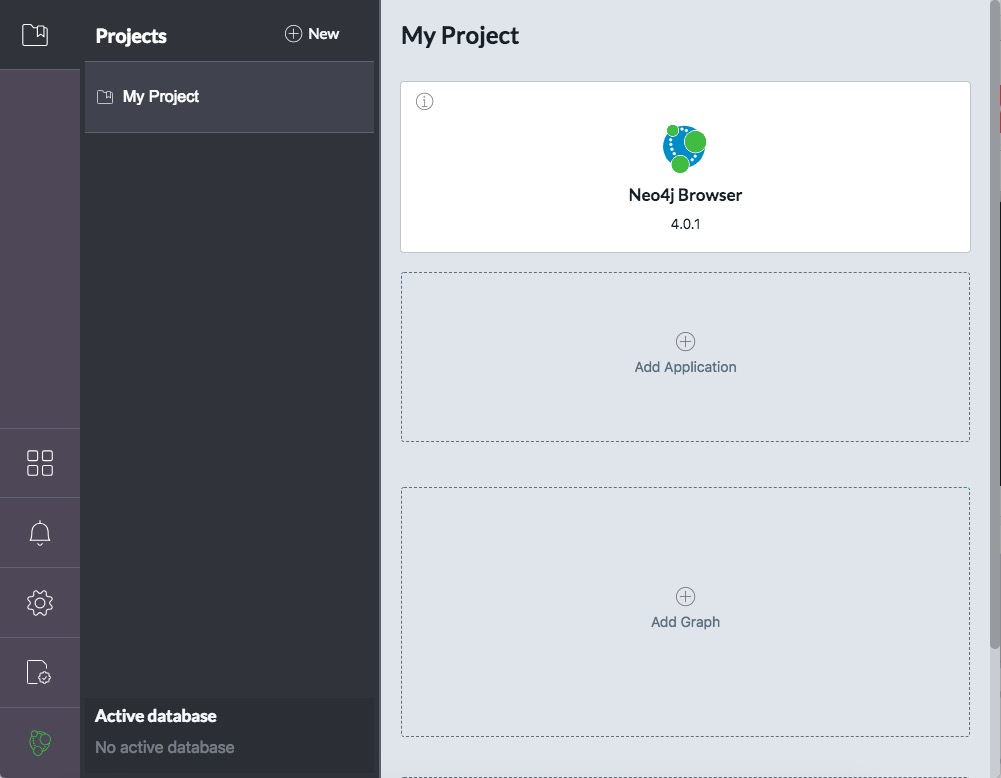 Projects
New
My Project
Active database
No active database
My Project
Neo4j Browser
4.0.1
Add Application
Add Graph